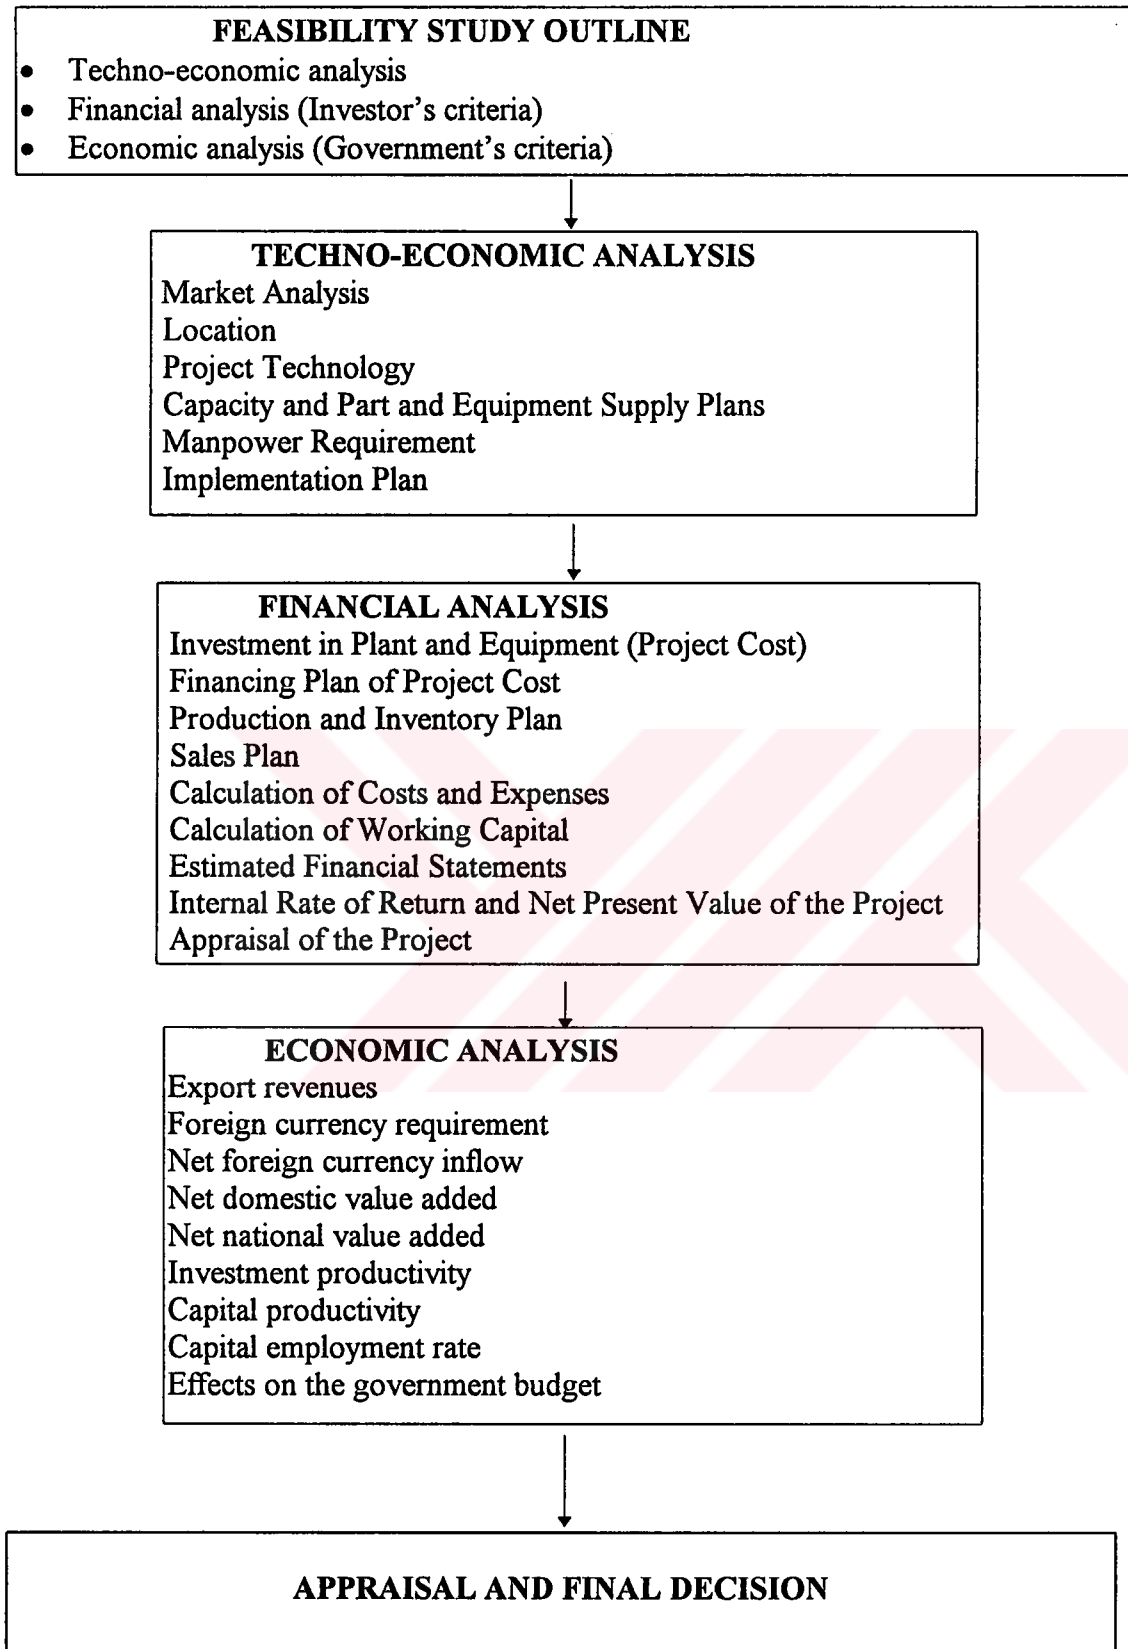 FEASIBILITY STUDY OUTLINE
• Techno-economic analysis
• Financial analysis (Investor's criteria)
• Economic analysis (Government's criteria)
TECHNO-ECONOMIC ANALYSIS
Market Analysis
Location
Project Technology
Capacity and Part and Equipment Supply Plans
Manpower Requirement
Implementation Plan
FINANCIAL ANALYSIS
Investment in Plant and Equipment (Project Cost)
Financing Plan of Project Cost
Production and Inventory Plan
Sales Plan
Calculation of Costs and Expenses
Calculation of Working Capital
Estimated Financial Statements
Internal Rate of Return and Net Present Value of the Project
Appraisal of the Project
ECONOMIC ANALYSIS
Export revenues
Foreign currency requirement
Net foreign currency inflow
Net domestic value added
Net national value added
Investment productivity
Capital productivity
Capital employment rate
Effects on the government budget
APPRAISAL AND FINAL DECISION